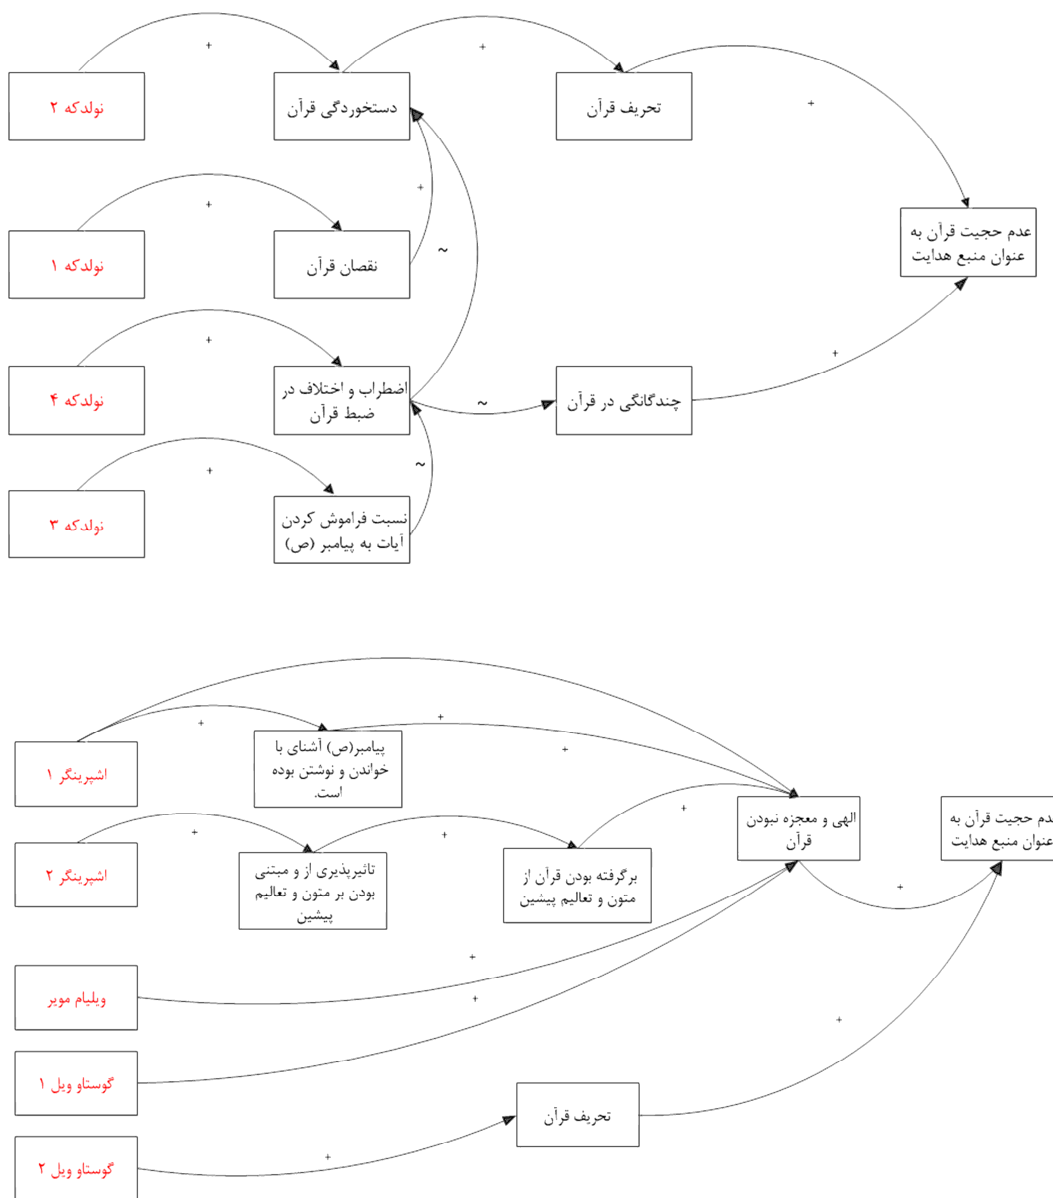 +
+
نولدکه ۲
دستخوردگی قرآن
تحریف قرآن
+
+
+
نولدکه ۱
نقصان قرآن
~
عدم حجیت قرآن به
عنوان منبع هدایت
+
نولدکه ۴
اضطراب و اختلاف در
ضبط قرآن
~
چندگانگی در قرآن
+
+
~
نولدکه ۳
نسبت فراموش کردن
آیات به پیامبر (ص)
+
+
+
اشپرینگر ۱
پیامبر(ص) آشنای با
خواندن و نوشتن بوده
است.
+
الهی و معجزه نبودن
قرآن
عدم حجیت قرآن به
عنوان منبع هدایت
+
+
اشپرینگر ۲
تاثیرپذیری از و مبتنی
بودن بر متون و تعالیم
پیشین
برگرفته بودن قرآن از
متون و تعالیم پیشین
+
+
ویلیام مویر
+
+
گوستاو ویل ۱
تحریف قرآن
+
گوستاو ویل ۲